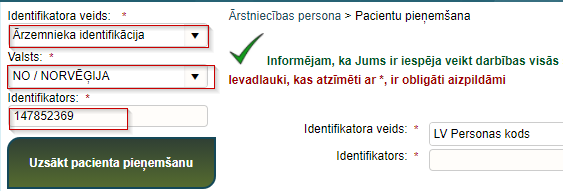 Identifikatora veids: *
Ārzemnieka identifikācija
Valsts: *
NO / NORVĒĢIJA
Identifikators: *
147852369
Uzsākt pacienta pieņemšanu
Ārstniecības persona > Pacientu pieņemšana
Informējam, ka Jums ir iespēja veikt darbības visās
Ievadlauki, kas atzīmēti ar *, ir obligāti aizpildāmi
Identifikatora veids: * LV Personas kods
Identifikators: *